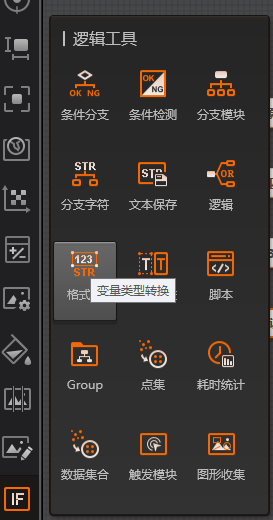 逻辑工具
OK NG
OK NG
条件分支 条件检测 分支模块
STR STR OR
分支字符 文本保存 逻辑
123 T T
STR
格式 变量类型转换 脚本
Group 点集 耗时统计
数据集合 触发模块 图形收集
IF